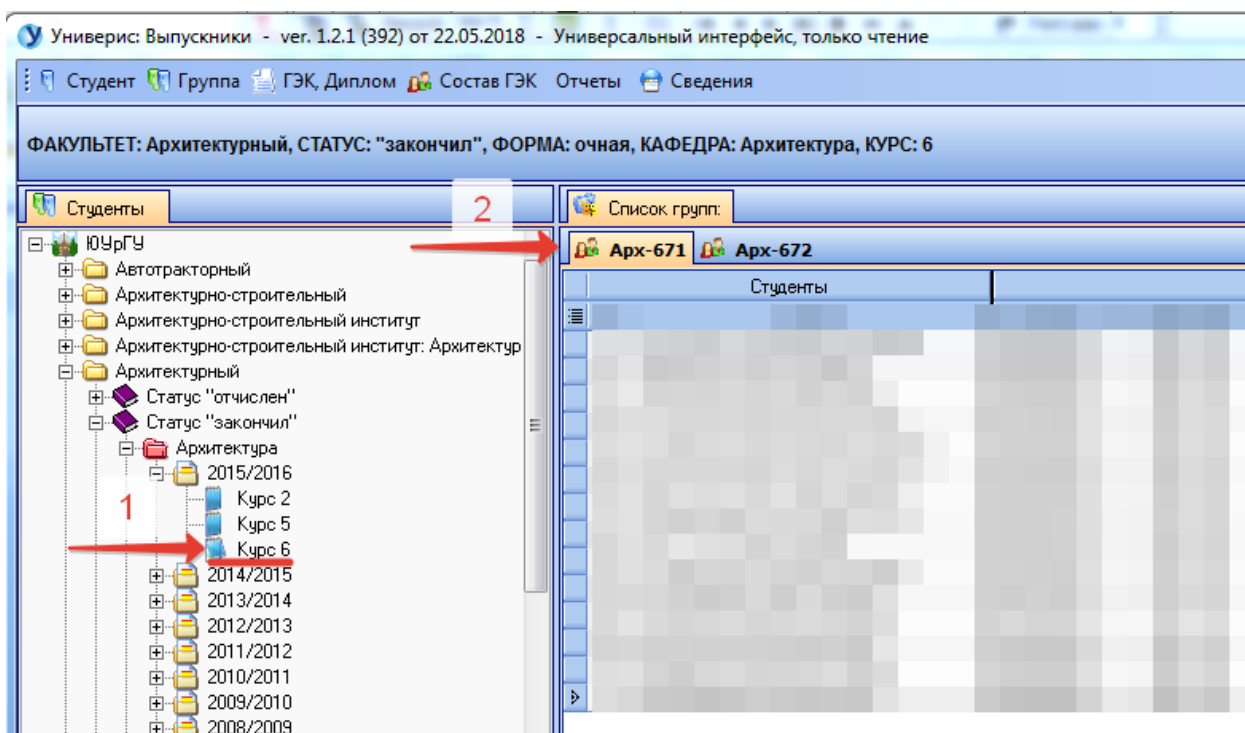 Универис: Выпускники - ver. 1.2.1 (392) от 22.05.2018 - Универсальный интерфейс, только чтение
Студент Группа ГЭК, Диплом Состав ГЭК Отчеты Сведения
ФАКУЛЬТЕТ: Архитектурный, СТАТУС: "закончил", ФОРМА: очная, КАФЕДРА: Архитектура, КУРС: 6
Студенты
2
Список групп:
ЮУрГУ
Арх-671 Арх-672
Автотракторный
Студенты
Архитектурно-строительный
Архитектурно-строительный институт
Архитектурно-строительный институт: Архитектур
Архитектурный
Статус "отчислен"
Статус "закончил"
Архитектура
2015/2016
1
Курс 2
Курс 5
Курс 6
2014/2015
2013/2014
2012/2013
2011/2012
2010/2011
2009/2010
2008/2009